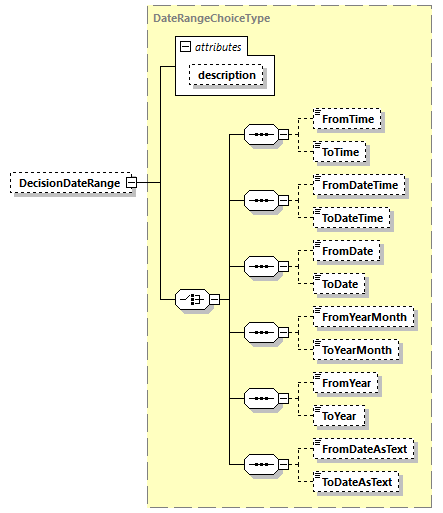 DateRangeChoiceType
attributes
description
FromTime
ToTime
FromDateTime
ToDateTime
DecisionDateRange
FromDate
ToDate
FromYearMonth
ToYearMonth
FromYear
ToYear
FromDateAsText
ToDateAsText